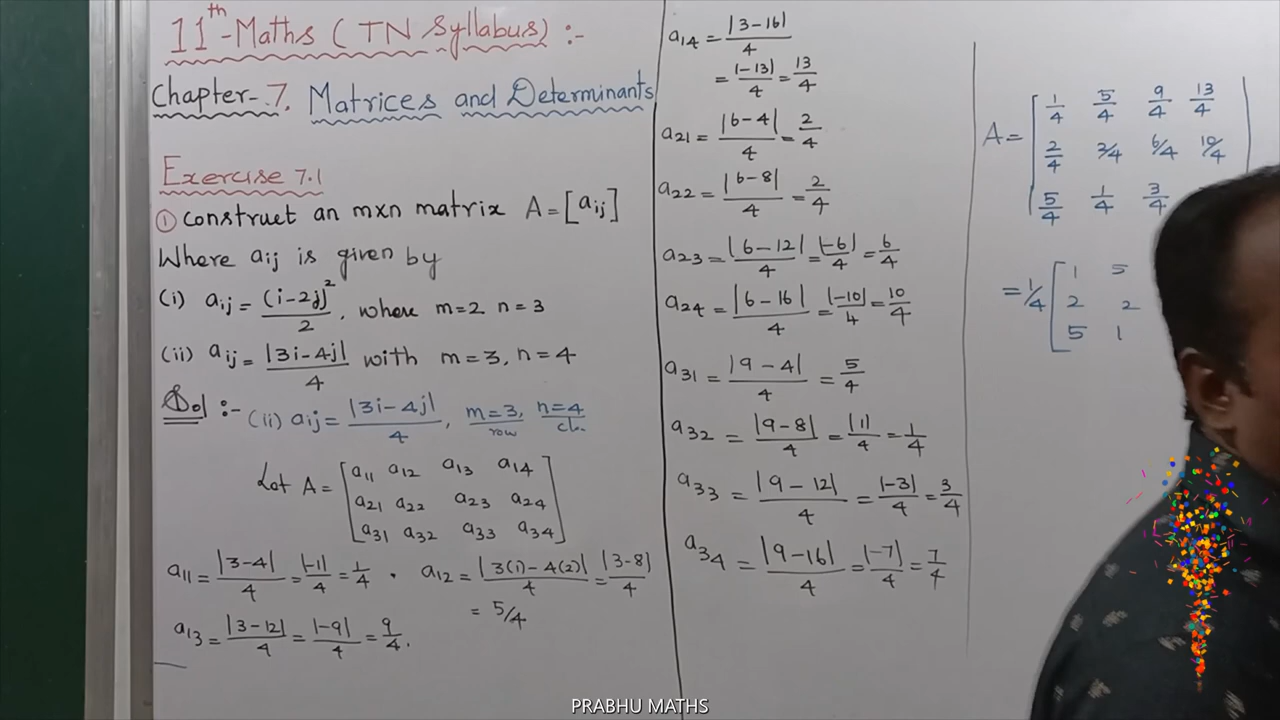 11th-Maths (TN Syllabus) :-
Chapter-.7. Matrices and Determinants
Exercise 7.1
① Construct an mxn matrix A = [aij]
Where aij is given by
(i) aij = (i-2j)²/2, where m=2 n=3
(ii) aij = |3i-4j|/4 with m=3, n=4
Sol :- (ii) aij = |3i-4j|/4, m=3, n=4
row clo.
Let A = [a11 a12 a13 a14
a21 a22 a23 a24
a31 a32 a33 a34]
a11 = |3-4|/4 = |-1|/4 = 1/4 . a12 = |3(1)-4(2)|/4 = |3-8|/4
= 5/4
a13 = |3-12|/4 = |-9|/4 = 9/4.
a14 = |3-16|/4
= |-13|/4 = 13/4
a21 = |6-4|/4 = 2/4
a22 = |6-8|/4 = 2/4
a23 = |6-12|/4 = |-6|/4 = 6/4
a24 = |6-16|/4 = |-10|/4 = 10/4
a31 = |9-4|/4 = 5/4
a32 = |9-8|/4 = |1|/4 = 1/4
a33 = |9-12|/4 = |-3|/4 = 3/4
a34 = |9-16|/4 = |-7|/4 = 7/4
A = [1/4 5/4 9/4 13/4
2/4 6/4 10/4
5/4 1/4 3/4
= 1/4 [1 5
2 2
5 1
PRABHU MATHS